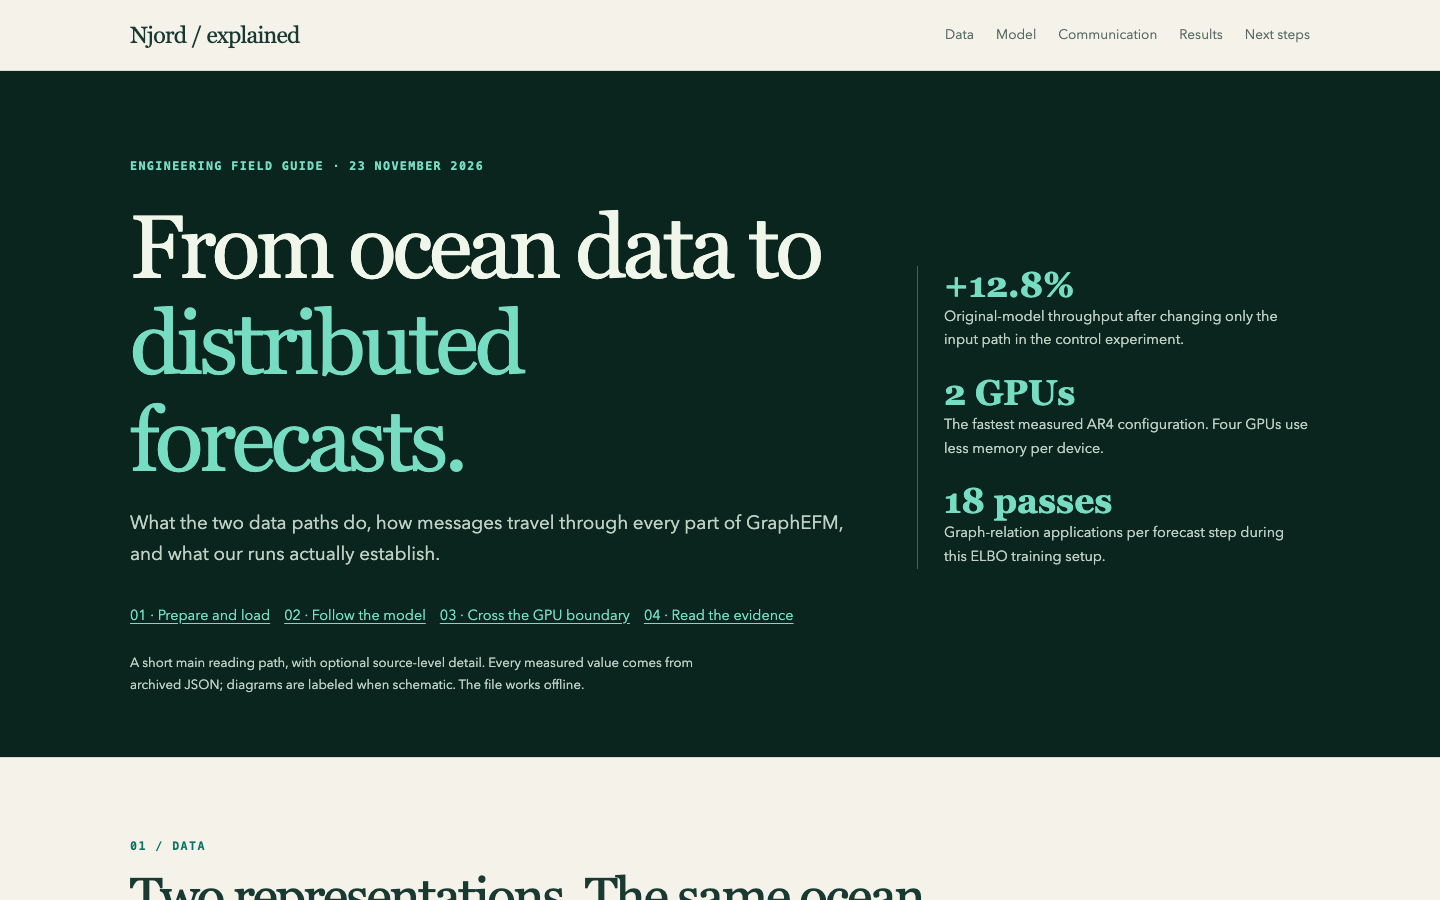 Njord / explained
Data Model Communication Results Next steps
ENGINEERING FIELD GUIDE · 23 NOVEMBER 2026
From ocean data to
distributed
forecasts.
What the two data paths do, how messages travel through every part of GraphEFM,
and what our runs actually establish.
01 · Prepare and load 02 · Follow the model 03 · Cross the GPU boundary 04 · Read the evidence
A short main reading path, with optional source-level detail. Every measured value comes from
archived JSON; diagrams are labeled when schematic. The file works offline.
+12.8%
Original-model throughput after changing only the
input path in the control experiment.
2 GPUs
The fastest measured AR4 configuration. Four GPUs use
less memory per device.
18 passes
Graph-relation applications per forecast step during
this ELBO training setup.
01 / DATA
Two representations. The same ocean